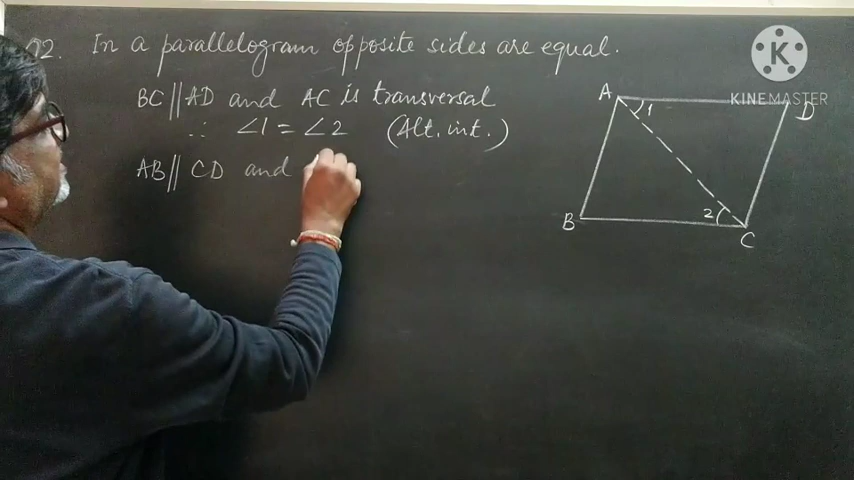 Q2. In a parallelogram opposite sides are equal.
BC || AD and AC is transversal
∴ ∠1 = ∠2 (Alt. int.)
AB || CD and
A
1
D
B
2
C
K
KINEMASTER